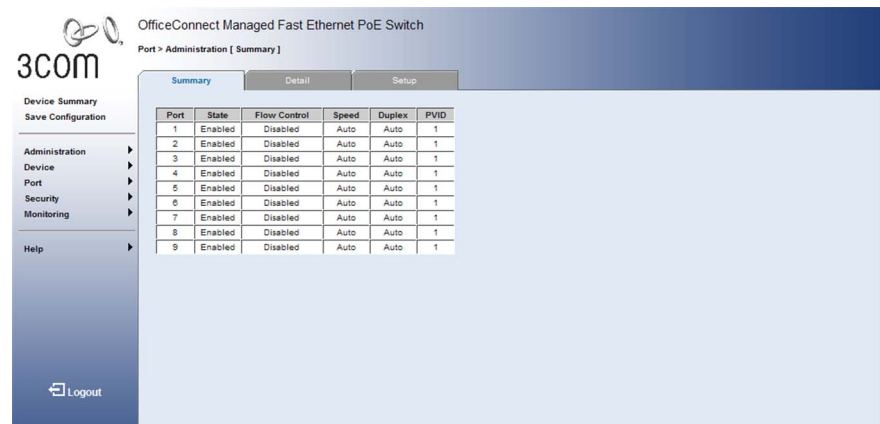 3COM
OfficeConnect Managed Fast Ethernet PoE Switch
Port > Administration [ Summary ]
Summary Detail Setup
Device Summary
Save Configuration
Administration
Device
Port
Security
Monitoring
Help
Logout
Port State Flow Control Speed Duplex PVID
1 Enabled Disabled Auto Auto 1
2 Enabled Disabled Auto Auto 1
3 Enabled Disabled Auto Auto 1
4 Enabled Disabled Auto Auto 1
5 Enabled Disabled Auto Auto 1
6 Enabled Disabled Auto Auto 1
7 Enabled Disabled Auto Auto 1
8 Enabled Disabled Auto Auto 1
9 Enabled Disabled Auto Auto 1